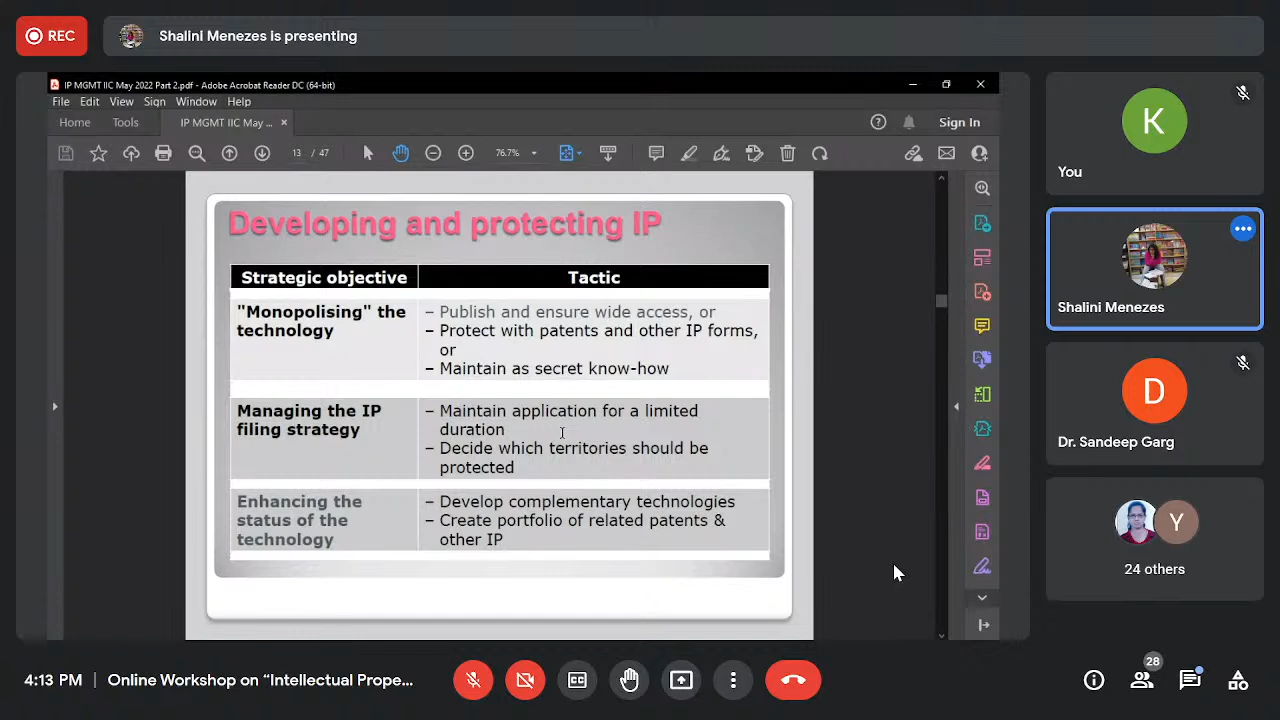 REC
Shalini Menezes is presenting
IP MGMT IIC May 2022 Part 2.pdf - Adobe Acrobat Reader DC (64-bit)
File Edit View Sign Window Help
Home Tools IP MGMT IIC May ... × Sign In
13 / 47 76.7%
Developing and protecting IP
Strategic objective Tactic
"Monopolising" the
technology
– Publish and ensure wide access, or
– Protect with patents and other IP forms,
or
– Maintain as secret know-how
Managing the IP
filing strategy
– Maintain application for a limited
duration
– Decide which territories should be
protected
Enhancing the
status of the
technology
– Develop complementary technologies
– Create portfolio of related patents &
other IP
K
You
Shalini Menezes
D
Dr. Sandeep Garg
Y
24 others
4:13 PM | Online Workshop on “Intellectual Prope...
CC
28